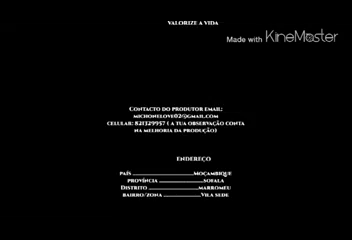 VALORIZE A VIDA
Made with KineMaster
CONTACTO DO PRODUTOR EMAIL:
MICHONELOVE02@GMAIL.COM
CELULAR: 821329957 ( A TUA OBSERVAÇÃO CONTA
NA MELHORIA DA PRODUÇÃO)
ENDEREÇO
PAÍS ................................MOÇAMBIQUE
PROVÍNCIA ........................SOFALA
DISTRITO ..........................MARROMEU
BAIRRO/ZONA ....................VILA SEDE